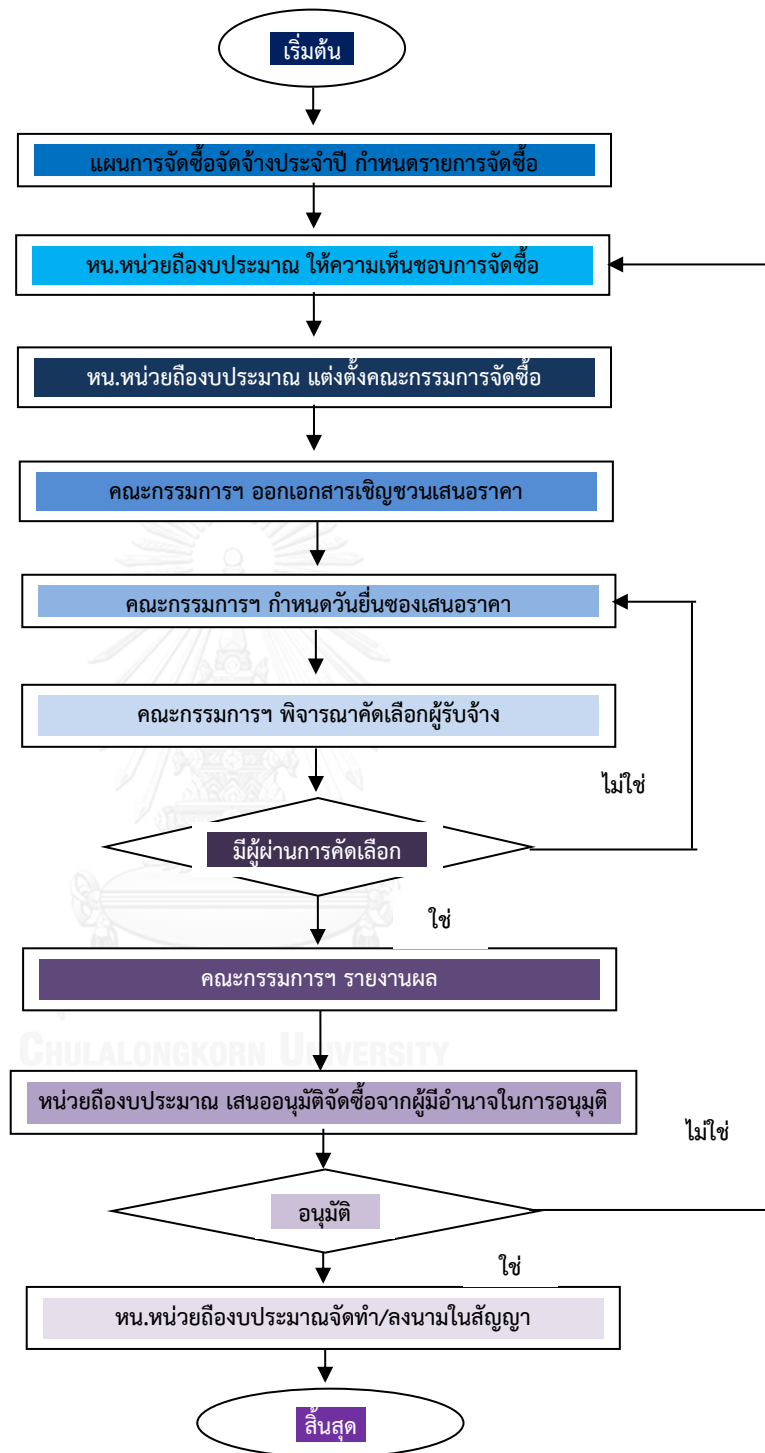 เริ่มต้น
แผนการจัดซื้อจัดจ้างประจำปี กำหนดรายการจัดซื้อ
หน.หน่วยถืองบประมาณ ให้ความเห็นชอบการจัดซื้อ
หน.หน่วยถืองบประมาณ แต่งตั้งคณะกรรมการจัดซื้อ
คณะกรรมการฯ ออกเอกสารเชิญชวนเสนอราคา
คณะกรรมการฯ กำหนดวันยื่นซองเสนอราคา
คณะกรรมการฯ พิจารณาคัดเลือกผู้รับจ้าง
ไม่ใช่
มีผู้ผ่านการคัดเลือก
ใช่
คณะกรรมการฯ รายงานผล
CHULALONGKORN UNIVERSITY
หน่วยถืองบประมาณ เสนออนุมัติจัดซื้อจากผู้มีอำนาจในการอนุมุติ
ไม่ใช่
อนุมัติ
ใช่
หน.หน่วยถืองบประมาณจัดทำ/ลงนามในสัญญา
สิ้นสุด